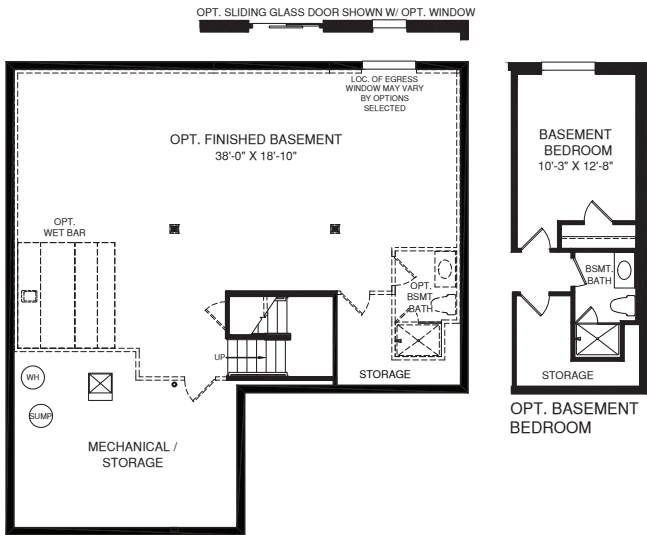 OPT. SLIDING GLASS DOOR SHOWN W/ OPT. WINDOW
LOC. OF EGRESS
WINDOW MAY VARY
BY OPTIONS
SELECTED
OPT. FINISHED BASEMENT
38'-0" X 18'-10"
OPT.
WET BAR
OPT.
BSMT.
BATH
UP
STORAGE
WH
SUMP
MECHANICAL /
STORAGE
BASEMENT
BEDROOM
10'-3" X 12'-8"
BSMT.
BATH
STORAGE
OPT. BASEMENT
BEDROOM